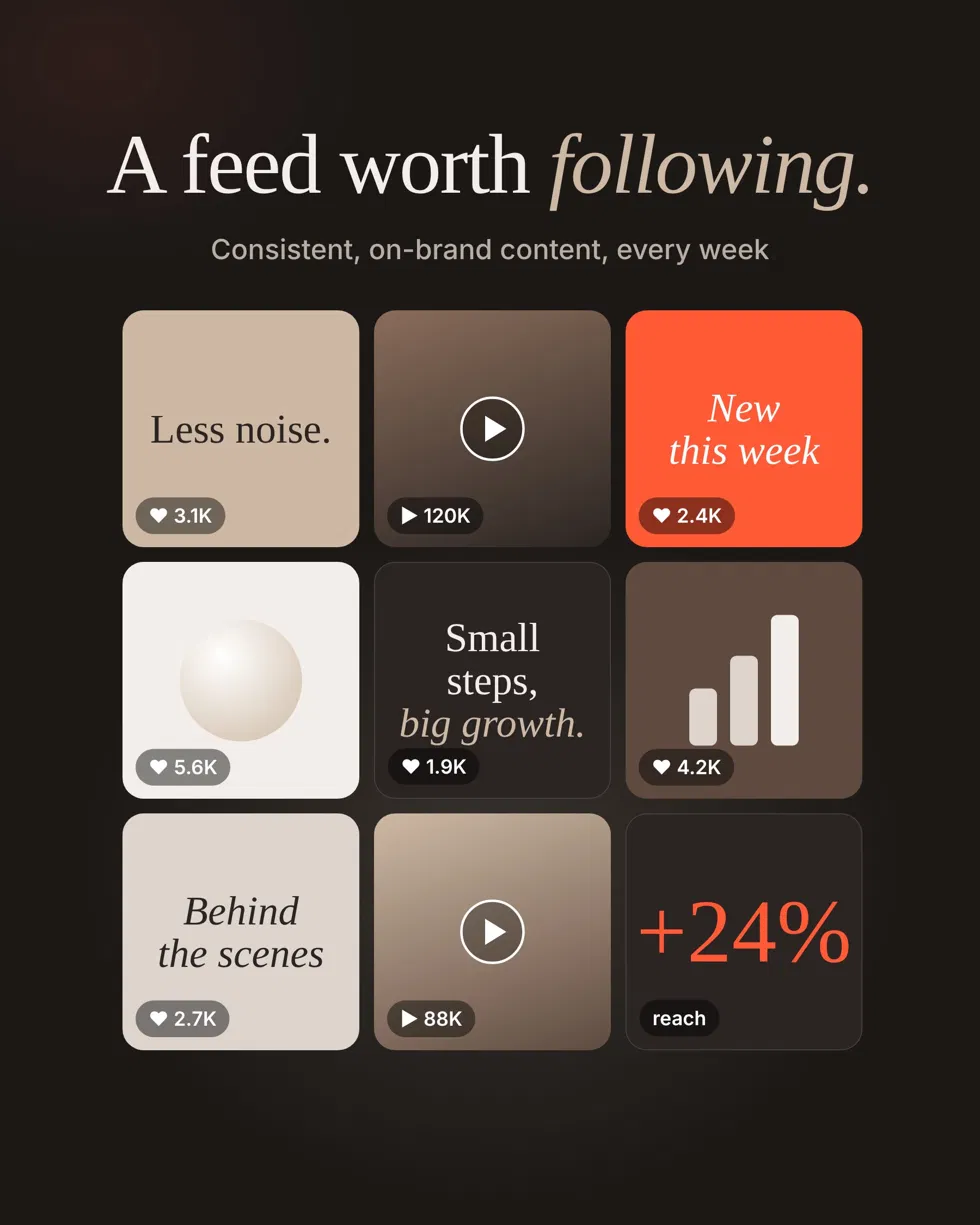 A feed worth following.
Consistent, on-brand content, every week
Less noise.
3.1K
120K
New
this week
2.4K
5.6K
Small
steps,
big growth.
1.9K
4.2K
Behind
the scenes
2.7K
88K
+24%
reach